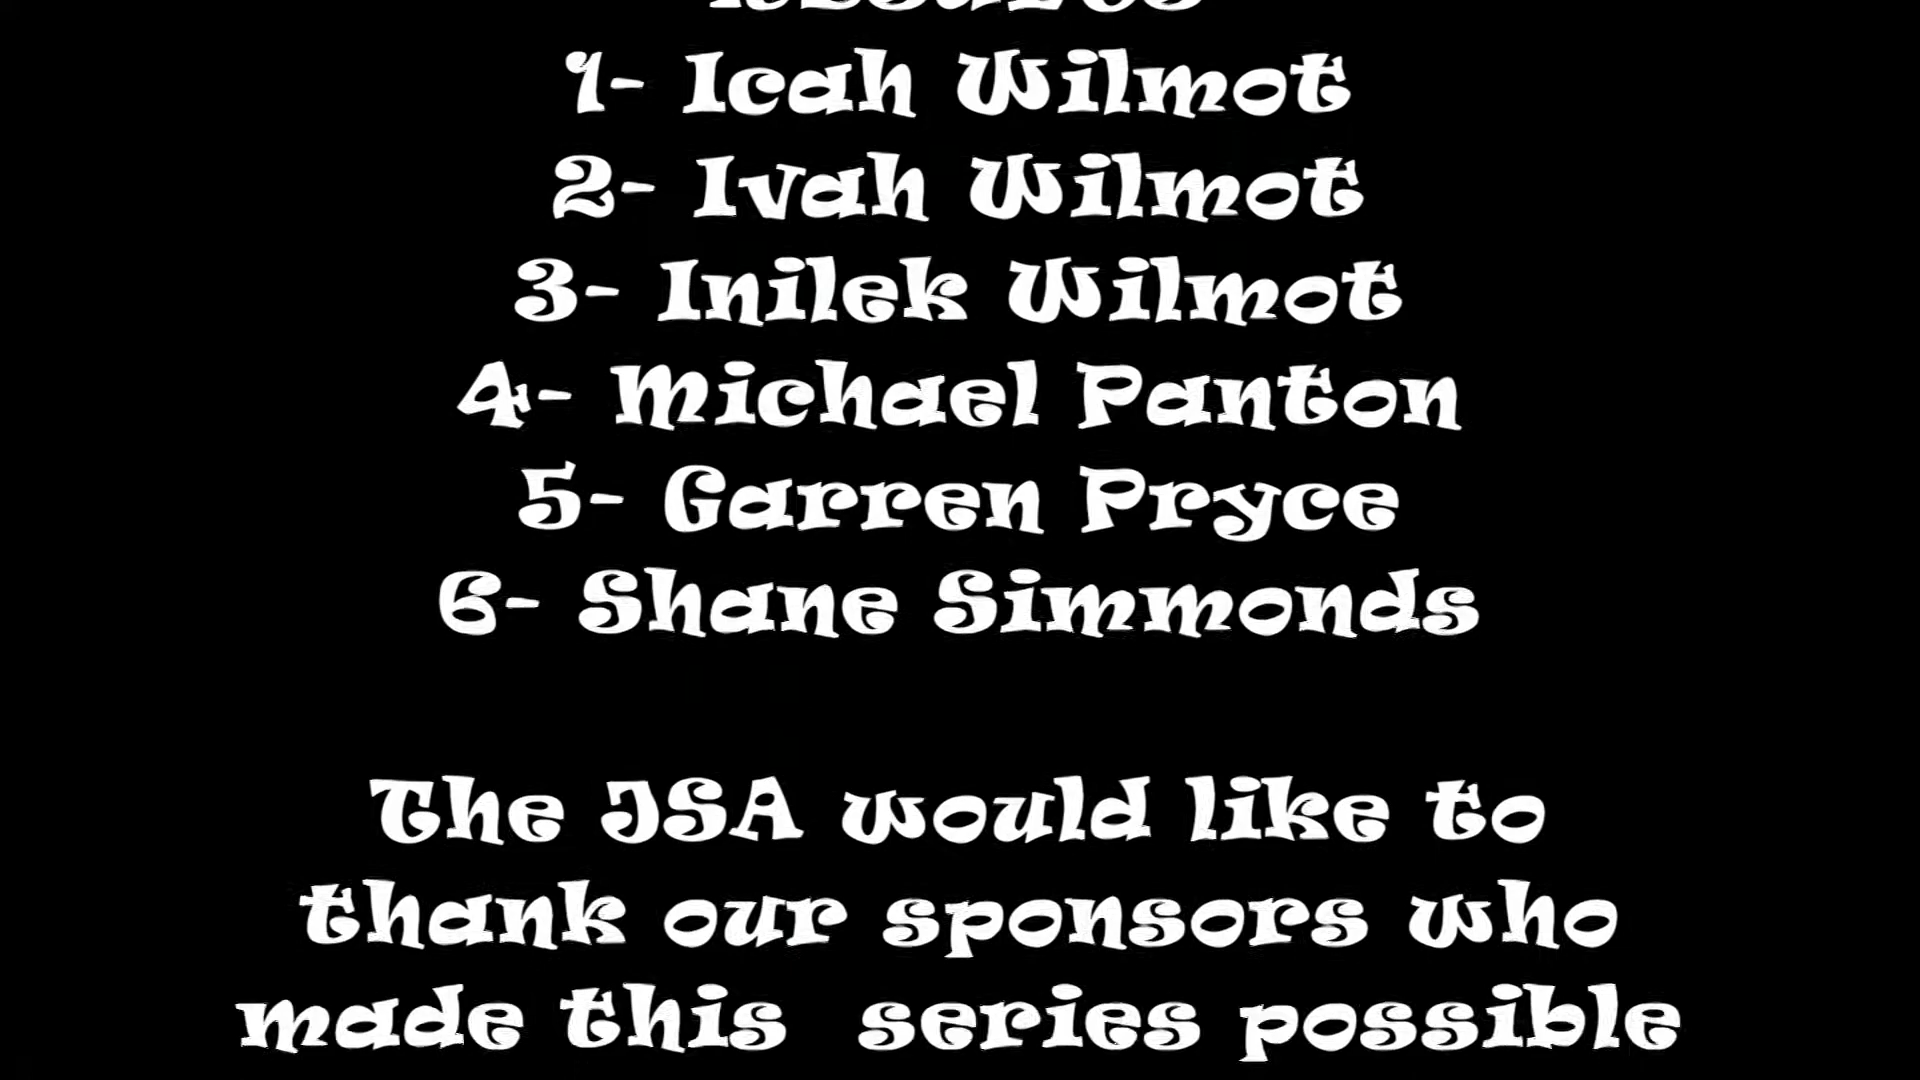 1- Icah Wilmot
2- Ivah Wilmot
3- Inilek Wilmot
4- Michael Panton
5- Garren Pryce
6- Shane Simmonds
The JSA would like to
thank our sponsors who
made this series possible